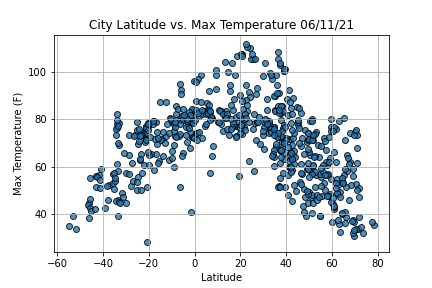 City Latitude vs. Max Temperature 06/11/21
Max Temperature (F)
100
80
60
40
−60 −40 −20 0 20 40 60 80
Latitude